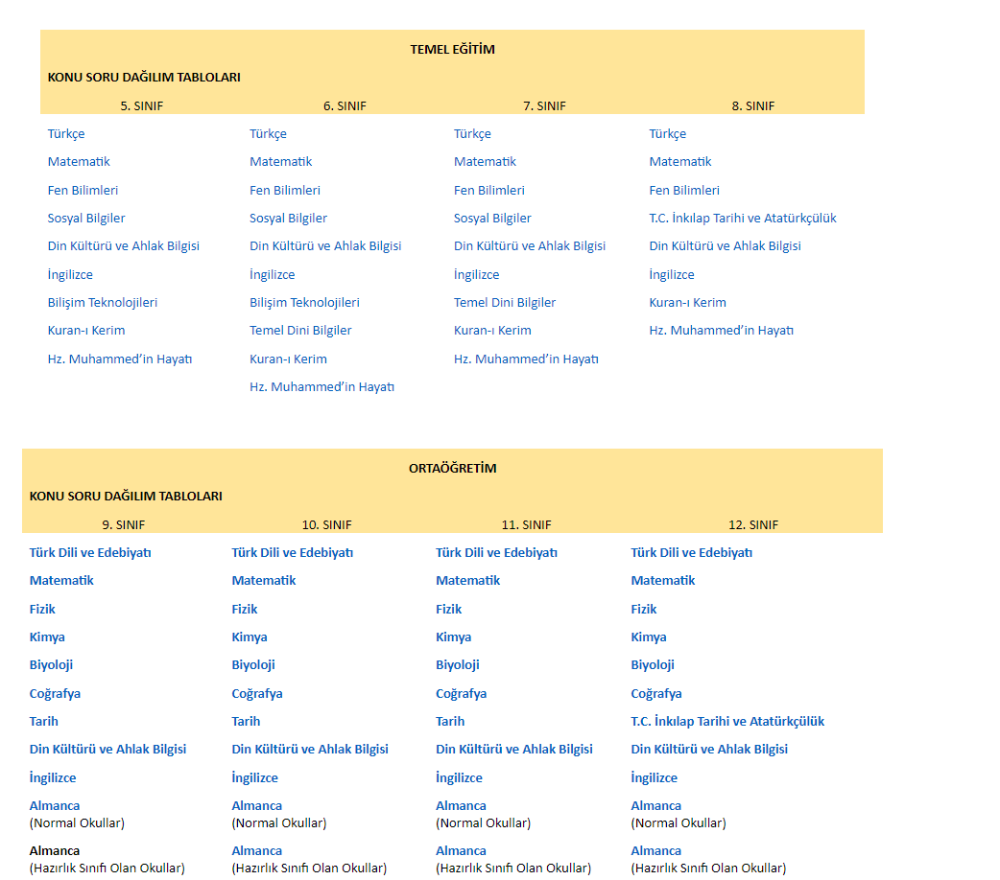 TEMEL EĞİTİM
KONU SORU DAĞILIM TABLOLARI
5. SINIF 6. SINIF 7. SINIF 8. SINIF
Türkçe Türkçe Türkçe Türkçe
Matematik Matematik Matematik Matematik
Fen Bilimleri Fen Bilimleri Fen Bilimleri Fen Bilimleri
Sosyal Bilgiler Sosyal Bilgiler Sosyal Bilgiler T.C. İnkılap Tarihi ve Atatürkçülük
Din Kültürü ve Ahlak Bilgisi Din Kültürü ve Ahlak Bilgisi Din Kültürü ve Ahlak Bilgisi Din Kültürü ve Ahlak Bilgisi
İngilizce İngilizce İngilizce İngilizce
Bilişim Teknolojileri Bilişim Teknolojileri Temel Dini Bilgiler Kuran-ı Kerim
Kuran-ı Kerim Temel Dini Bilgiler Kuran-ı Kerim Hz. Muhammed’in Hayatı
Hz. Muhammed’in Hayatı Kuran-ı Kerim Hz. Muhammed’in Hayatı
Hz. Muhammed’in Hayatı
ORTAÖĞRETİM
KONU SORU DAĞILIM TABLOLARI
9. SINIF 10. SINIF 11. SINIF 12. SINIF
Türk Dili ve Edebiyatı Türk Dili ve Edebiyatı Türk Dili ve Edebiyatı Türk Dili ve Edebiyatı
Matematik Matematik Matematik Matematik
Fizik Fizik Fizik Fizik
Kimya Kimya Kimya Kimya
Biyoloji Biyoloji Biyoloji Biyoloji
Coğrafya Coğrafya Coğrafya Coğrafya
Tarih Tarih Tarih T.C. İnkılap Tarihi ve Atatürkçülük
Din Kültürü ve Ahlak Bilgisi Din Kültürü ve Ahlak Bilgisi Din Kültürü ve Ahlak Bilgisi Din Kültürü ve Ahlak Bilgisi
İngilizce İngilizce İngilizce İngilizce
Almanca Almanca Almanca Almanca
(Normal Okullar) (Normal Okullar) (Normal Okullar) (Normal Okullar)
Almanca Almanca Almanca Almanca
(Hazırlık Sınıfı Olan Okullar) (Hazırlık Sınıfı Olan Okullar) (Hazırlık Sınıfı Olan Okullar) (Hazırlık Sınıfı Olan Okullar)